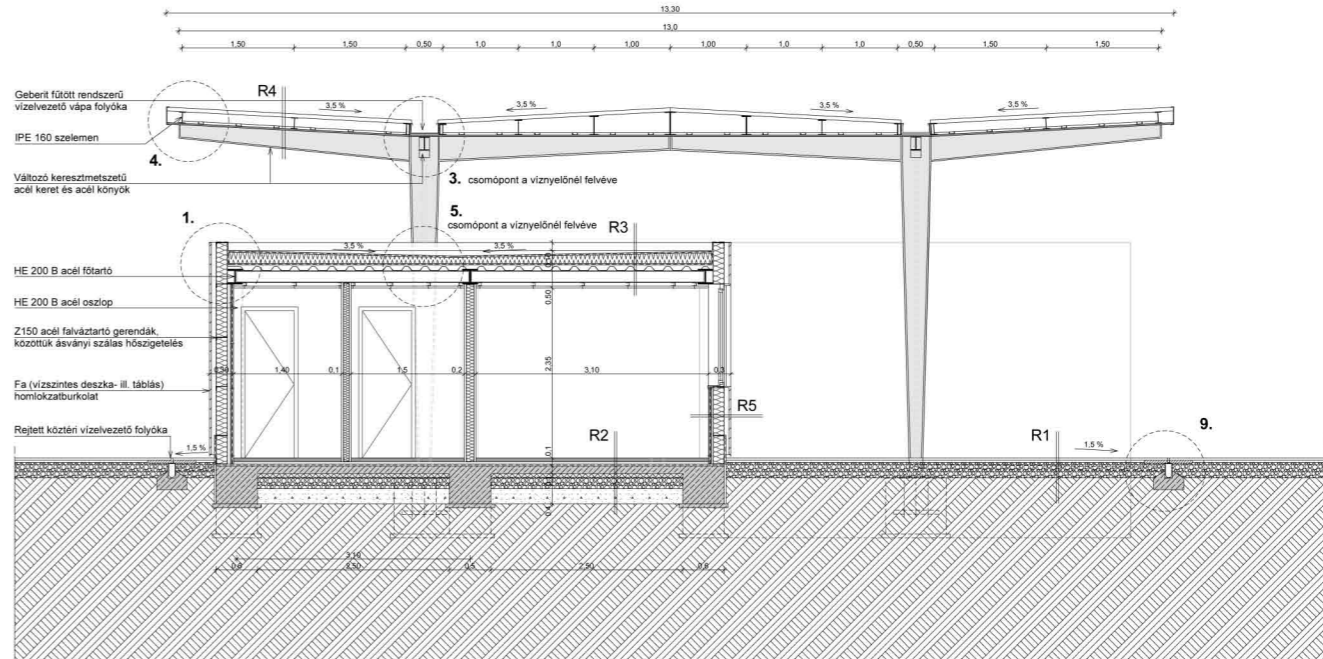 13,30
13,0
1,50 1,50 0,50 1,0 1,0 1,00 1,00 1,0 1,0 0,50 1,50 1,50
Geberit fűtött rendszerű
vízelvezető vápa folyóka
R4
3,5 % 3,5 % 3,5 % 3,5 %
IPE 160 szelemen
4.
Változó keresztmetszetű
acél keret és acél könyök
3. csomópont a víznyelőnél felvéve
1.
5.
csomópont a víznyelőnél felvéve
R3
3,5 % 3,5 %
0,10
HE 200 B acél főtartó
HE 200 B acél oszlop
0,50
Z150 acél falváztartó gerendák,
közöttük ásványi szálas hőszigetelés
2,35
0,30 1,40 0,1 1,5 0,2 3,10 0,3
Fa (vízszintes deszka- ill. táblás)
homlokzatburkolat
R5
Rejtett köztéri vízelvezető folyóka
1,5 %
R2
0,1
R1
1,5 %
9.
0,4
3,10
0,6 2,50 0,5 2,50 0,6